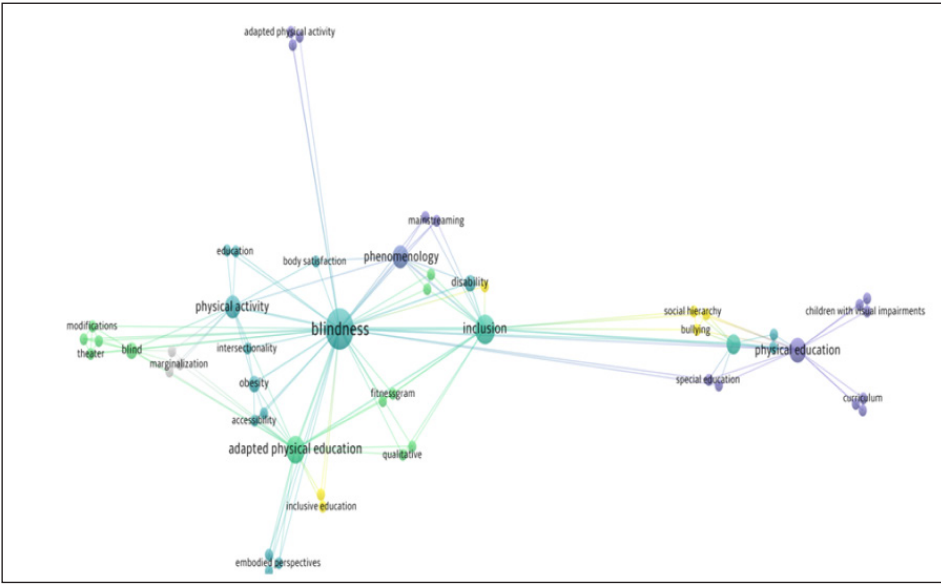 adapted physical activity
mainstreaming
education
body satisfaction
phenomenology
disability
physical activity
social hierarchy
children with visual impairments
modifications
blindness
inclusion
bullying
theater
blind
intersectionality
physical education
marginalization
obesity
special education
fitnessgram
curriculum
accessibility
adapted physical education
qualitative
inclusive education
embodied perspectives